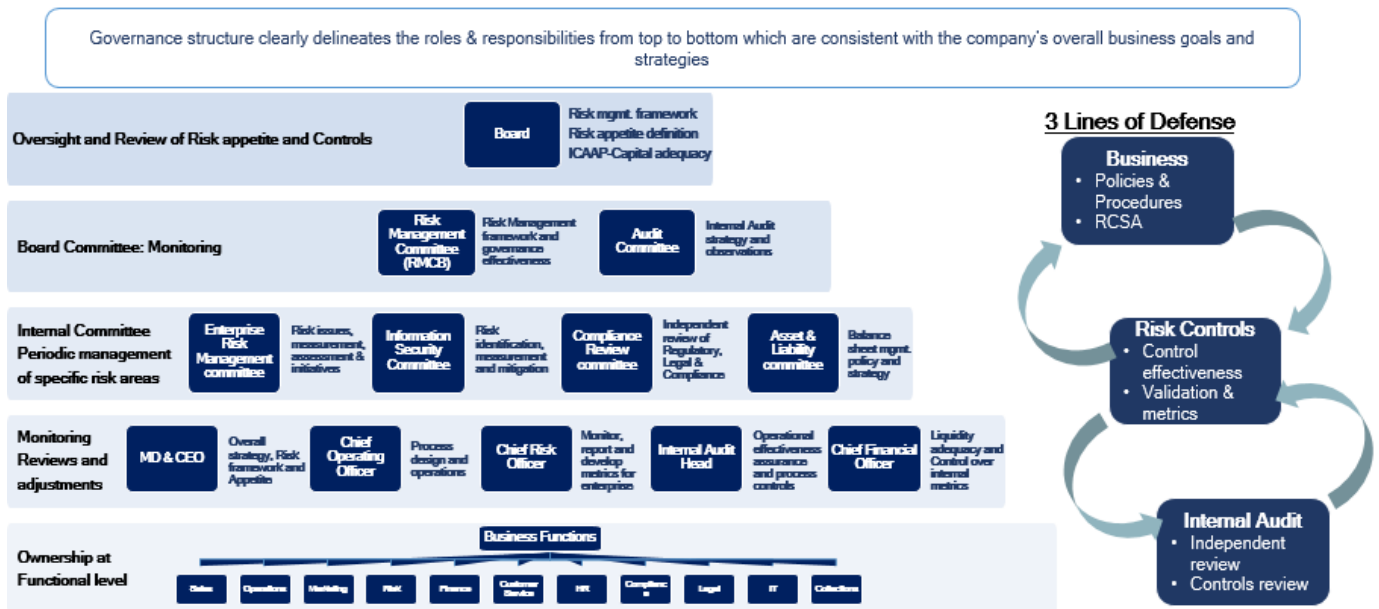 Governance structure clearly delineates the roles & responsibilities from top to bottom which are consistent with the company's overall business goals and
strategies
Oversight and Review of Risk appetite and Controls
Board
Risk mgmt. framework
Risk appetite definition
ICAAP-Capital adequacy
Board Committee: Monitoring
Risk
Management
Committee
(RMCB)
Risk Management
framework and
governance
effectiveness
Audit
Committee
Internal Audit
strategy and
observations
Internal Committee
Periodic management
of specific risk areas
Enterprise
Risk
Management
committee
Risk issues,
measurement,
assessment &
initiatives
Information
Security
Committee
Risk
identification,
measurement
and mitigation
Compliance
Review
committee
Independent
review of
Regulatory,
Legal &
Compliance
Asset &
Liability
committee
Balance
sheet mgmt.
policy and
strategy
Monitoring
Reviews and
adjustments
MD & CEO
Overall
strategy, Risk
framework and
Appetite
Chief
Operating
Officer
Process
design and
operations
Chief Risk
Officer
Monitor,
report and
develop
metrics for
enterprise
Internal Audit
Head
Operational
effectiveness
assurance
and process
controls
Chief Financial
Officer
Liquidity
adequacy and
Control over
internal
metrics
Ownership at
Functional level
Business Functions
Sales
Operations
Marketing
Risk
Finance
Customer
Service
HR
Complianc
e
Legal
IT
Collections
3 Lines of Defense
Business
• Policies &
Procedures
• RCSA
Risk Controls
• Control
effectiveness
• Validation &
metrics
Internal Audit
• Independent
review
• Controls review